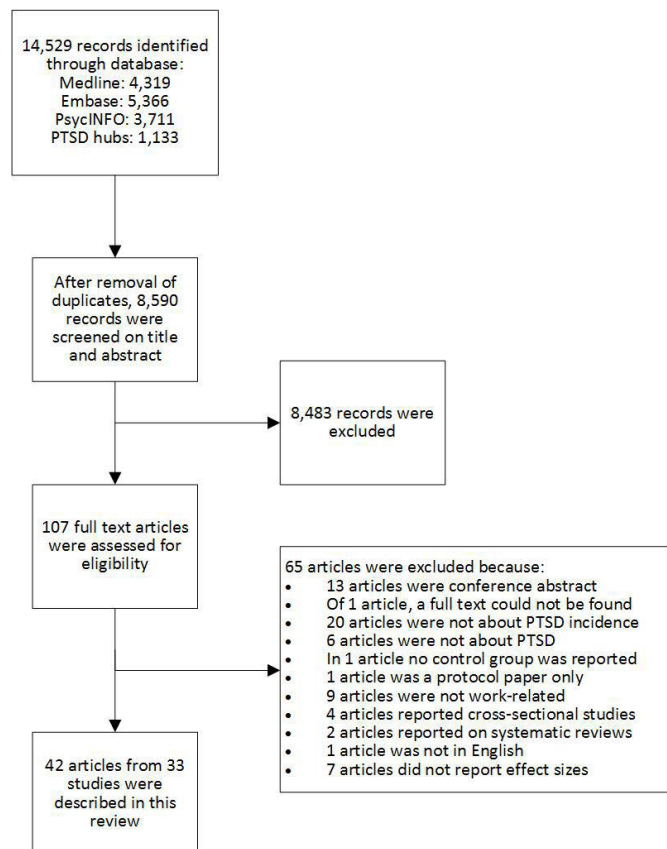 14,529 records identified
through database:
Medline: 4,319
Embase: 5,366
PsycINFO: 3,711
PTSD hubs: 1,133
After removal of
duplicates, 8,590
records were
screened on title
and abstract
8,483 records were
excluded
107 full text articles
were assessed for
eligibility
65 articles were excluded because:
• 13 articles were conference abstract
• Of 1 article, a full text could not be found
• 20 articles were not about PTSD incidence
• 6 articles were not about PTSD
• In 1 article no control group was reported
• 1 article was a protocol paper only
• 9 articles were not work-related
• 4 articles reported cross-sectional studies
• 2 articles reported on systematic reviews
• 1 article was not in English
• 7 articles did not report effect sizes
42 articles from 33
studies were
described in this
review